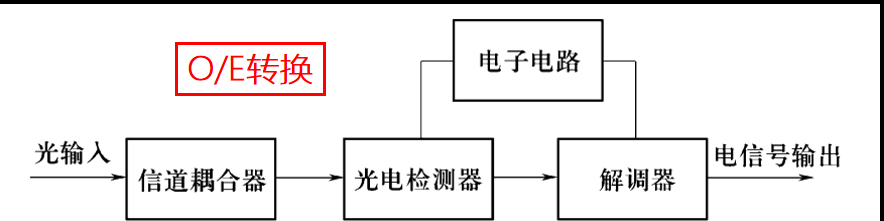 O/E转换
电子电路
光输入
信道耦合器
光电检测器
解调器
电信号输出